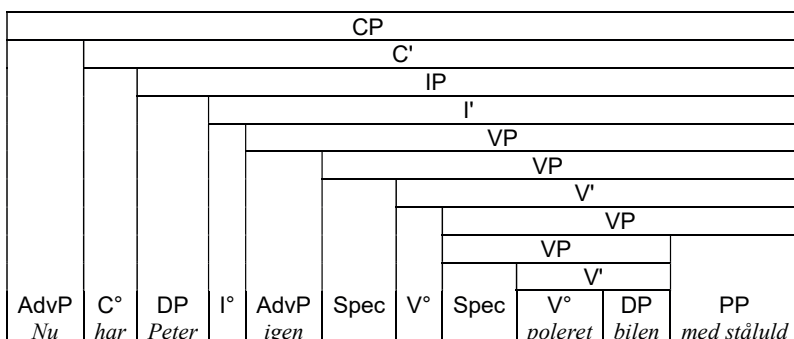 CP
C'
IP
I'
VP
VP
V'
VP
VP
V'
AdvP C° DP I° AdvP Spec V° Spec V° DP PP
Nu har Peter igen poleret bilen med ståluld